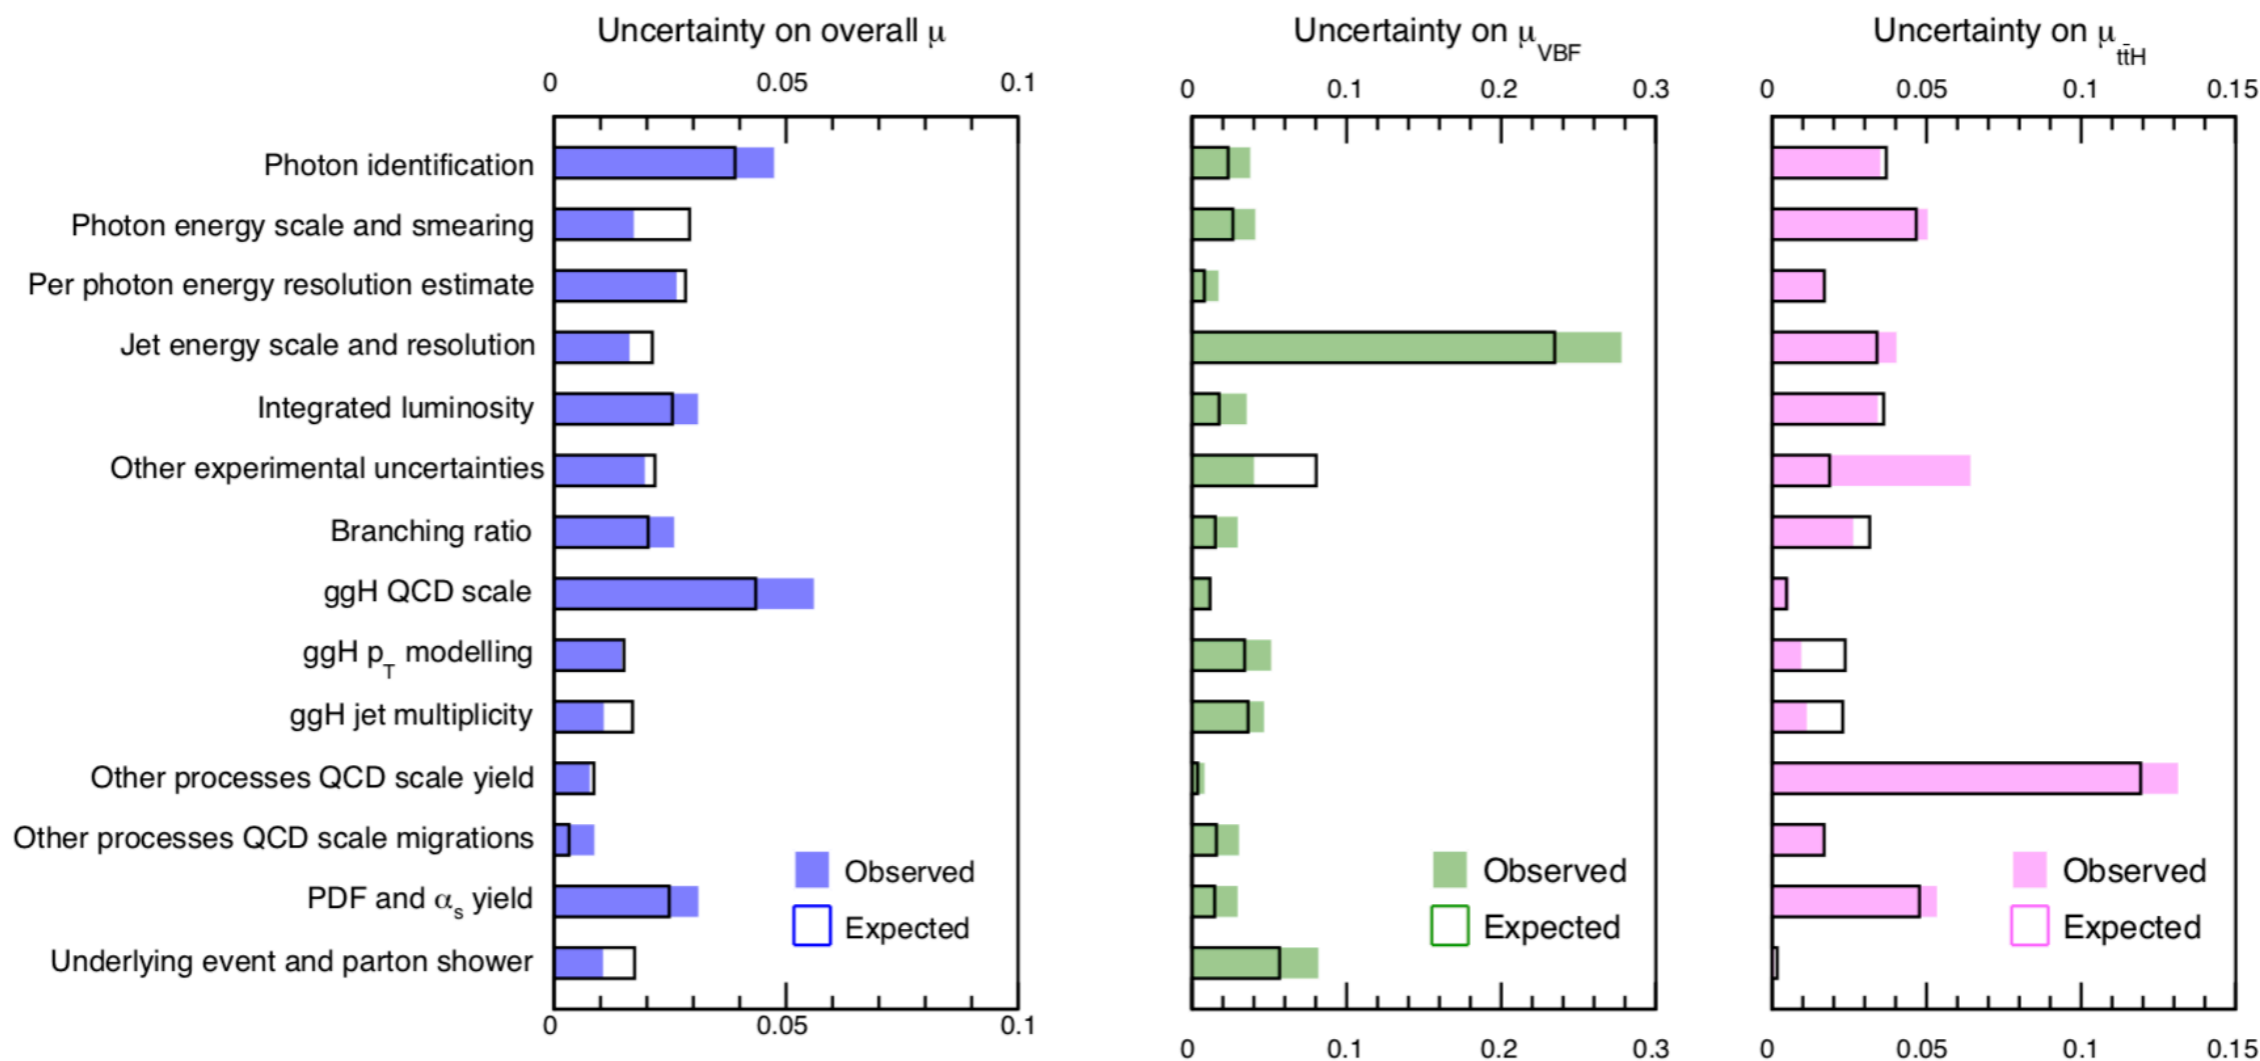 Uncertainty on overall μ
Uncertainty on μ_VBF
Uncertainty on μ_tt̄H
0 0.05 0.1
0 0.1 0.2 0.3
0 0.05 0.1 0.15
Photon identification
Photon energy scale and smearing
Per photon energy resolution estimate
Jet energy scale and resolution
Integrated luminosity
Other experimental uncertainties
Branching ratio
ggH QCD scale
ggH p_T modelling
ggH jet multiplicity
Other processes QCD scale yield
Other processes QCD scale migrations
PDF and α_s yield
Underlying event and parton shower
Observed
Expected
Observed
Expected
Observed
Expected
0 0.05 0.1
0 0.1 0.2 0.3
0 0.05 0.1 0.15